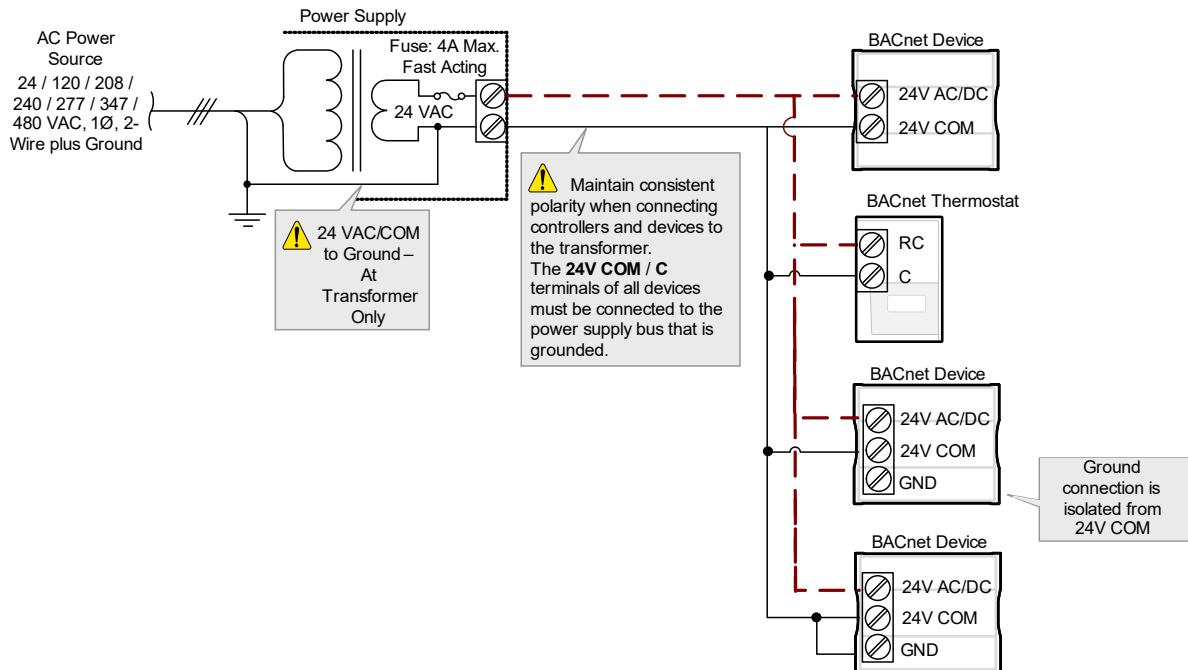 Power Supply
AC Power
Source
24 / 120 / 208 /
240 / 277 / 347 /
480 VAC, 1Ø, 2-
Wire plus Ground
Fuse: 4A Max.
Fast Acting
24 VAC
24 VAC/COM
to Ground –
At
Transformer
Only
Maintain consistent
polarity when connecting
controllers and devices to
the transformer.
The 24V COM / C
terminals of all devices
must be connected to the
power supply bus that is
grounded.
BACnet Device
24V AC/DC
24V COM
BACnet Thermostat
RC
C
BACnet Device
24V AC/DC
24V COM
GND
Ground
connection is
isolated from
24V COM
BACnet Device
24V AC/DC
24V COM
GND